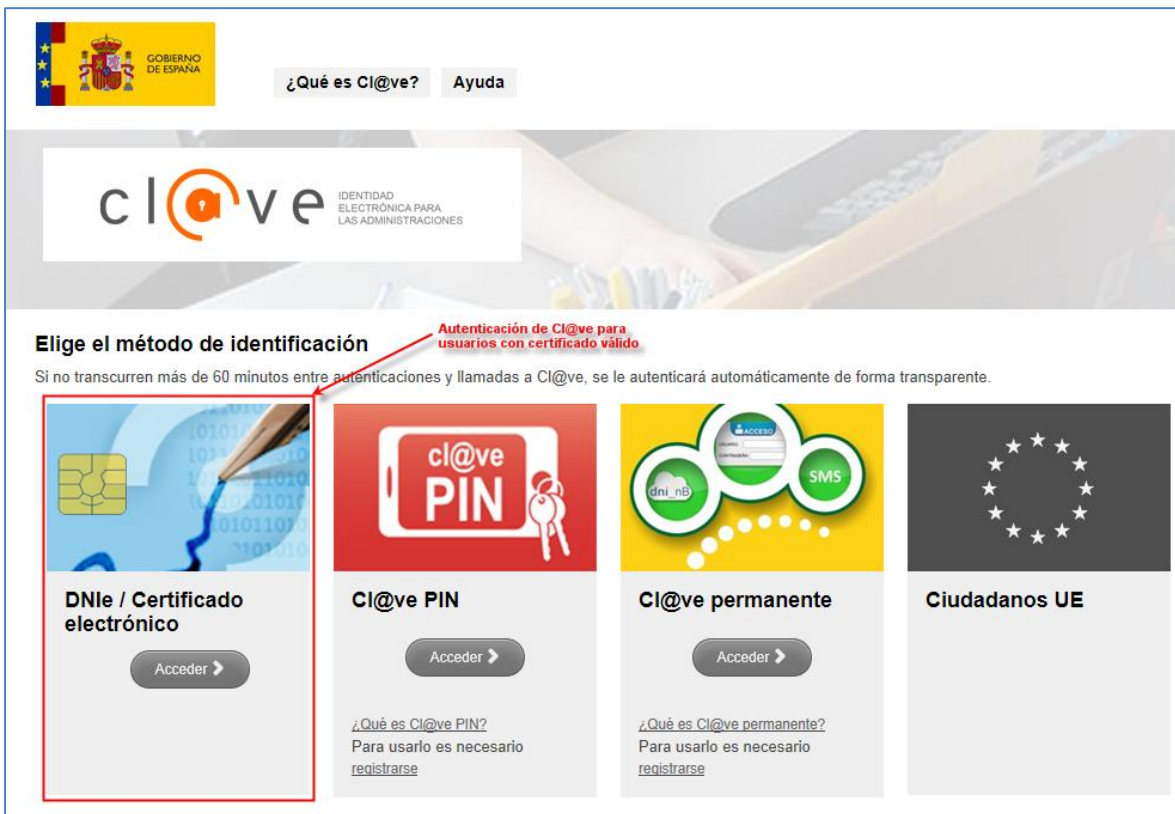 GOBIERNO
DE ESPAÑA
¿Qué es Cl@ve?
Ayuda
cl@ve
IDENTIDAD
ELECTRÓNICA PARA
LAS ADMINISTRACIONES
Autenticación de Cl@ve para
usuarios con certificado válido
Elige el método de identificación
Si no transcurren más de 60 minutos entre autenticaciones y llamadas a Cl@ve, se le autenticará automáticamente de forma transparente.
DNIe / Certificado
electrónico
Acceder
cl@ve
PIN
Cl@ve PIN
Acceder
¿Qué es Cl@ve PIN?
Para usarlo es necesario
registrarse
ACCESO
USUARIO
CONTRASEÑA
dni_nB
SMS
Cl@ve permanente
Acceder
¿Qué es Cl@ve permanente?
Para usarlo es necesario
registrarse
Ciudadanos UE